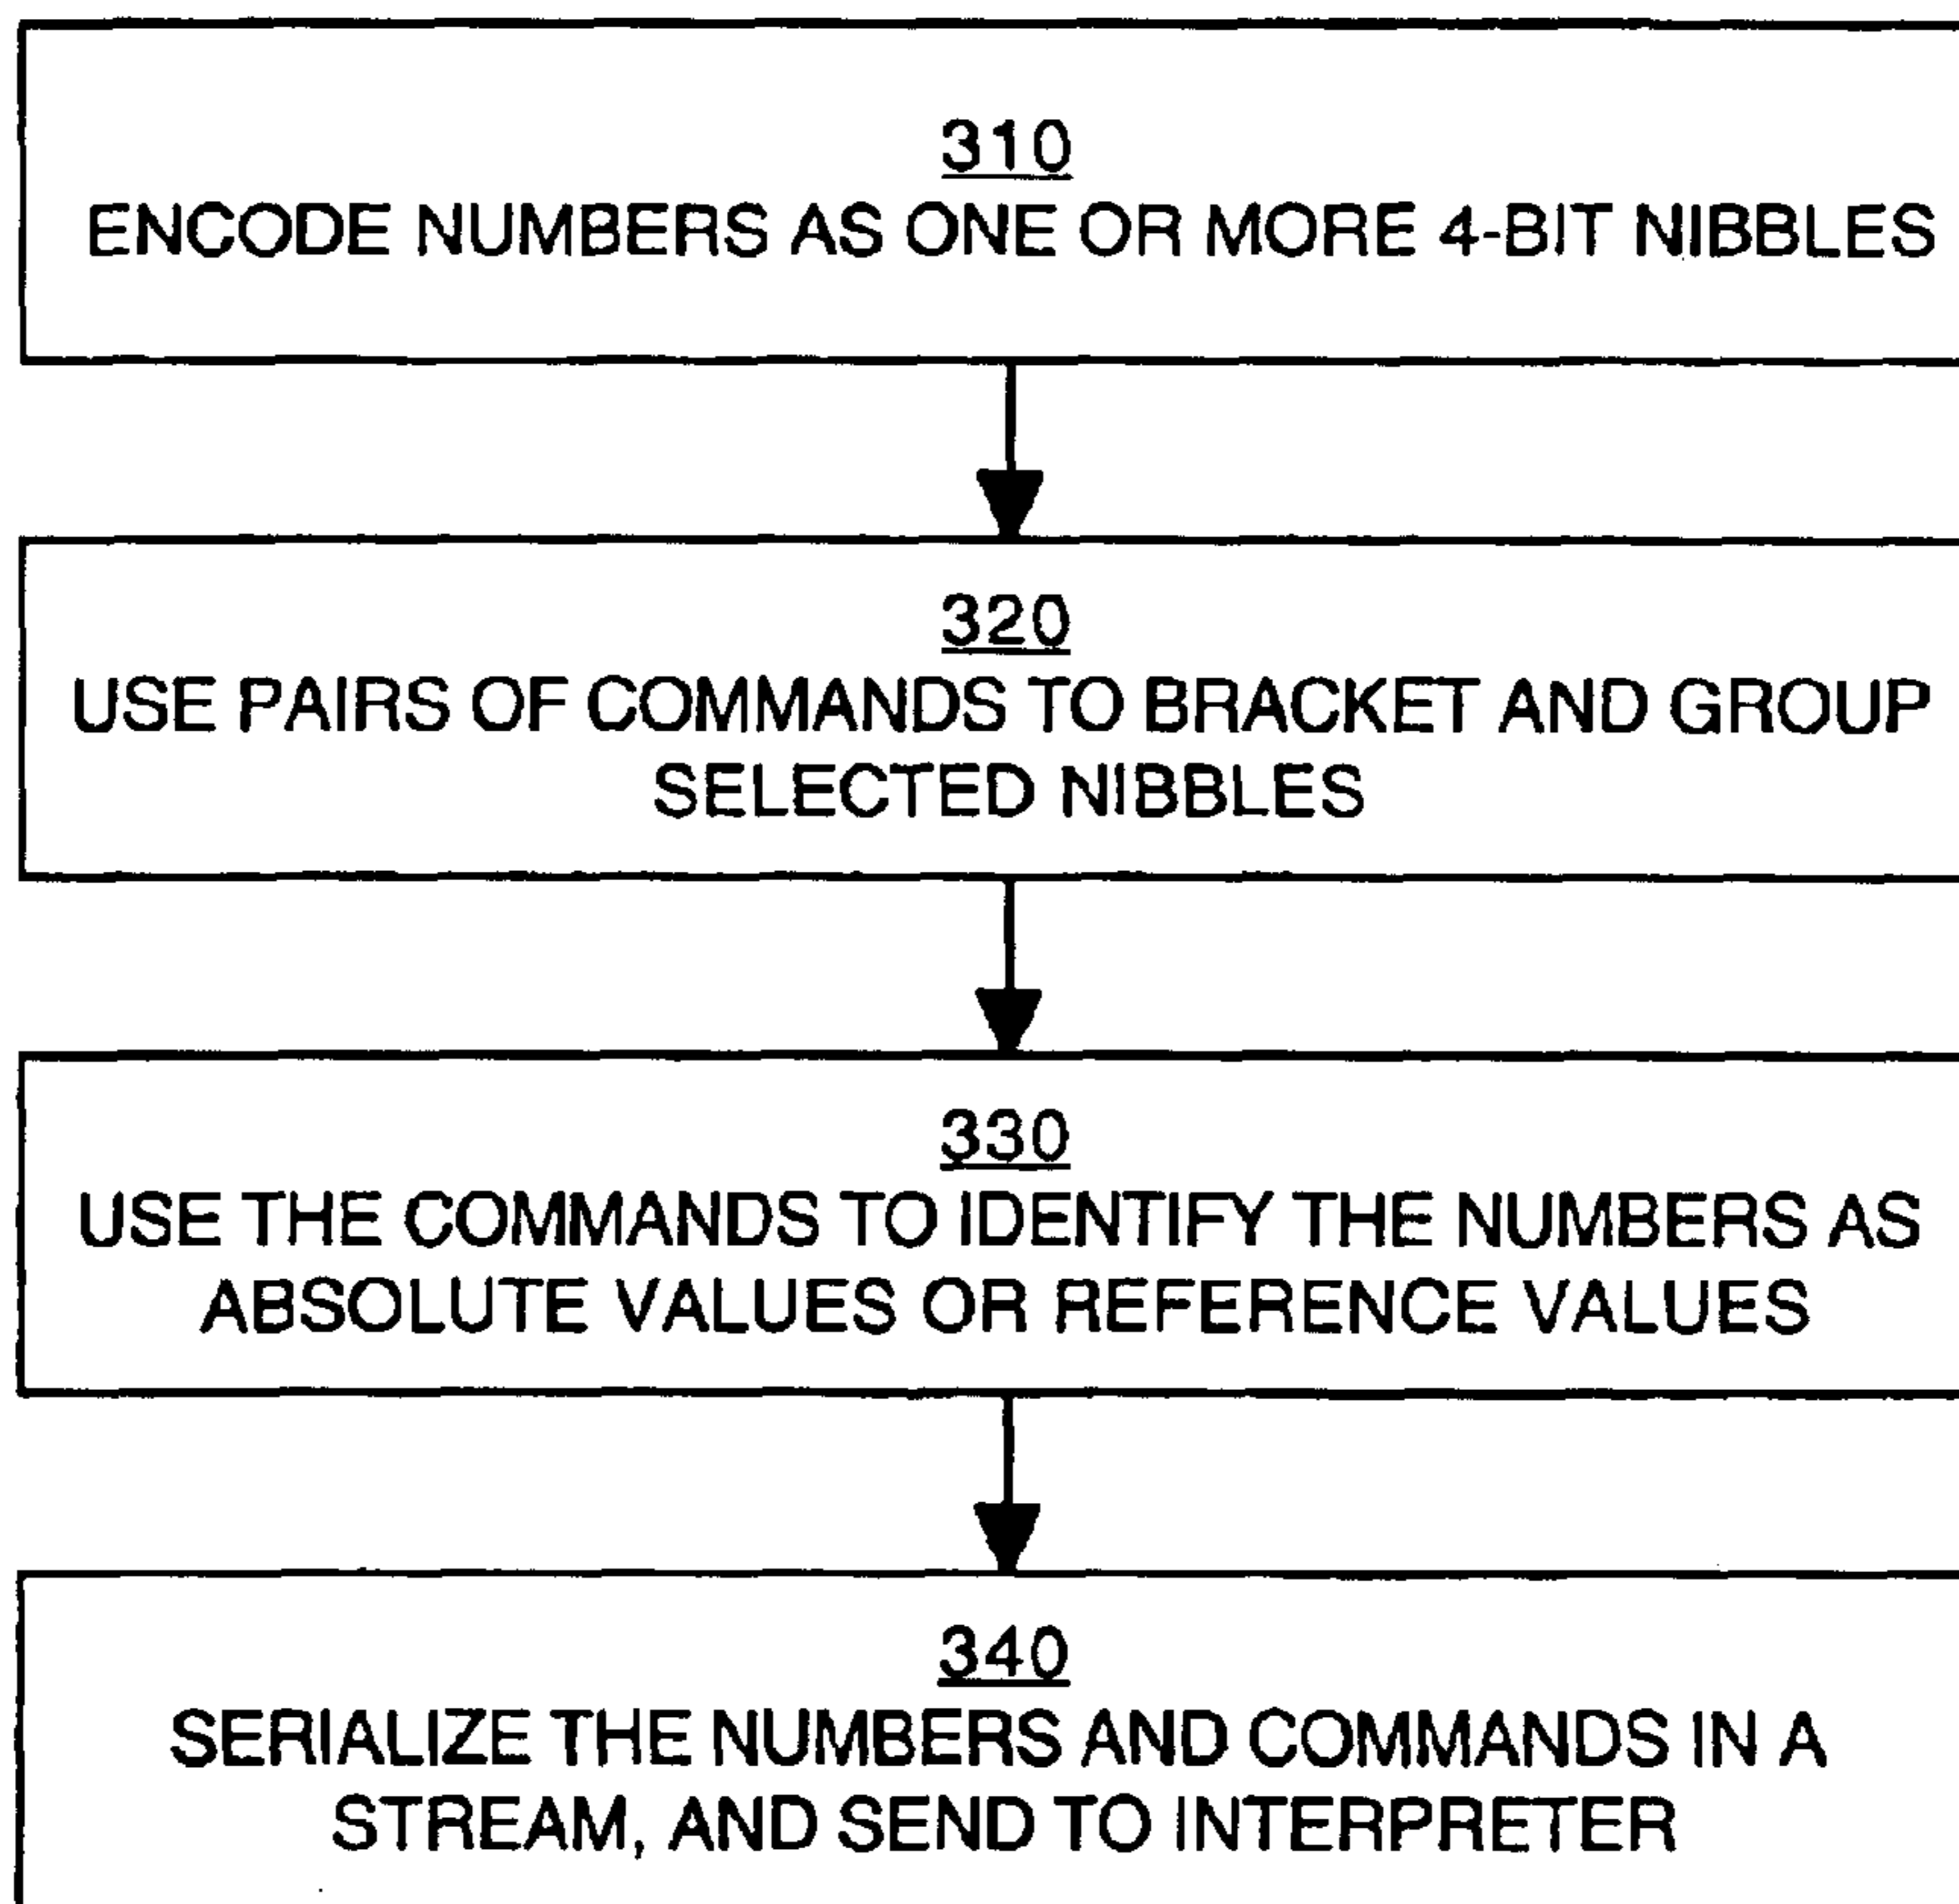 310
ENCODE NUMBERS AS ONE OR MORE 4-BIT NIBBLES
320
USE PAIRS OF COMMANDS TO BRACKET AND GROUP
SELECTED NIBBLES
330
USE THE COMMANDS TO IDENTIFY THE NUMBERS AS
ABSOLUTE VALUES OR REFERENCE VALUES
340
SERIALIZE THE NUMBERS AND COMMANDS IN A
STREAM, AND SEND TO INTERPRETER